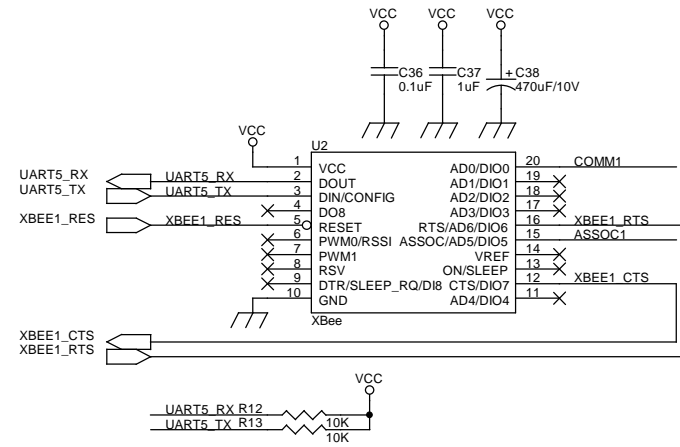 VCC VCC VCC
C36 C37 + C38
0.1uF 1uF 470uF/10V
VCC
U2
1 VCC AD0/DIO0 20 COMM1
UART5_RX UART5_RX 2 DOUT AD1/DIO1 19
UART5_TX UART5_TX 3 DIN/CONFIG AD2/DIO2 18
4 DO8 AD3/DIO3 17
XBEE1_RES XBEE1_RES 5 RESET RTS/AD6/DIO6 16 XBEE1_RTS
6 PWM0/RSSI ASSOC/AD5/DIO5 15 ASSOC1
7 PWM1 VREF 14
8 RSV ON/SLEEP 13
9 DTR/SLEEP_RQ/DI8 CTS/DIO7 12 XBEE1_CTS
10 GND AD4/DIO4 11
XBee
XBEE1_CTS
XBEE1_RTS
VCC
UART5_RX R12 10K
UART5_TX R13 10K